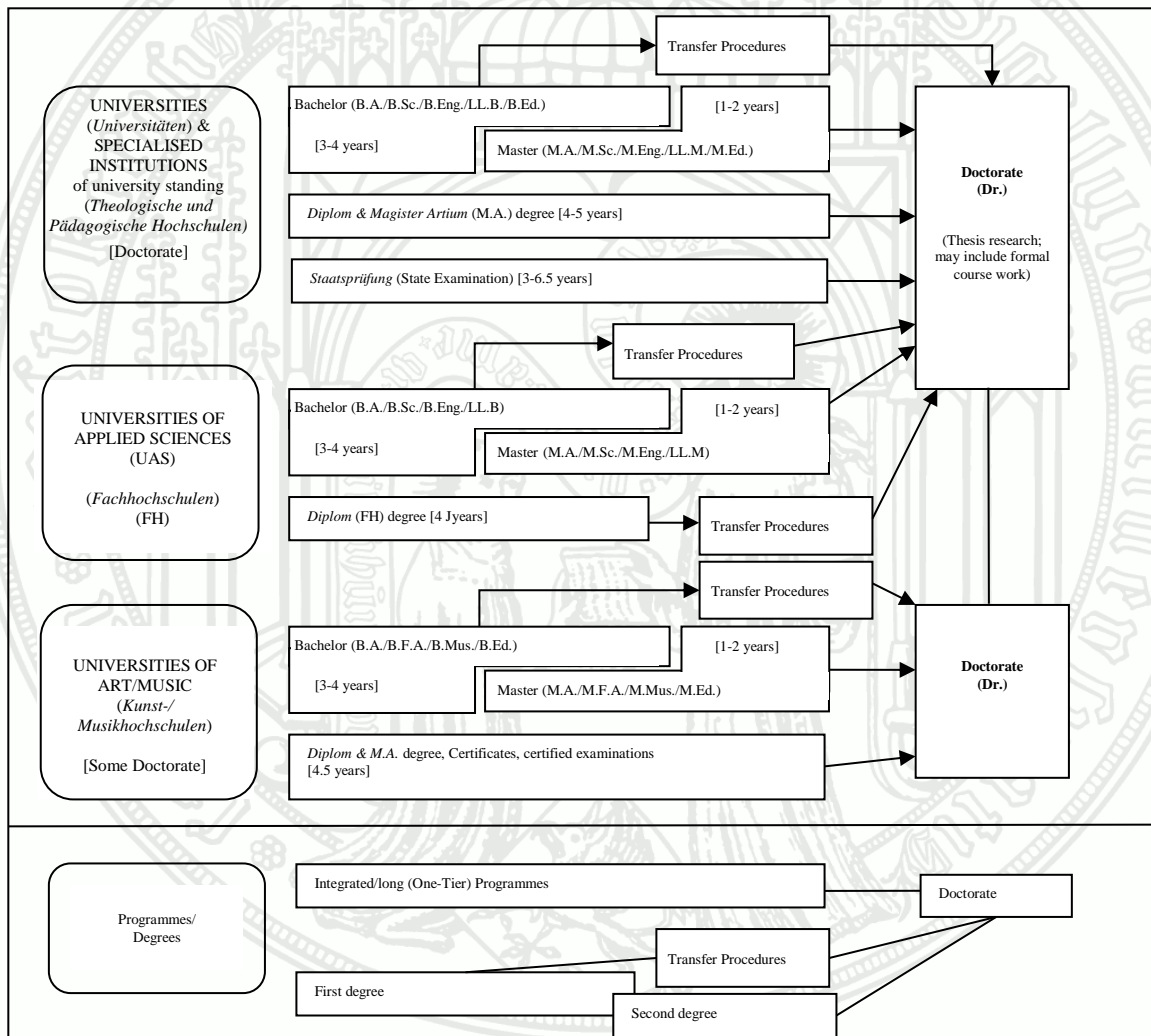 Transfer Procedures
UNIVERSITIES
(Universitäten) &
SPECIALISED
INSTITUTIONS
of university standing
(Theologische und
Pädagogische Hochschulen)
[Doctorate]
Bachelor (B.A./B.Sc./B.Eng./LL.B./B.Ed.)
[3-4 years]
[1-2 years]
Master (M.A./M.Sc./M.Eng./LL.M./M.Ed.)
Diplom & Magister Artium (M.A.) degree [4-5 years]
Staatsprüfung (State Examination) [3-6.5 years]
Doctorate
(Dr.)
(Thesis research;
may include formal
course work)
Transfer Procedures
UNIVERSITIES OF
APPLIED SCIENCES
(UAS)
(Fachhochschulen)
(FH)
Bachelor (B.A./B.Sc./B.Eng./LL.B)
[3-4 years]
[1-2 years]
Master (M.A./M.Sc./M.Eng./LL.M)
Diplom (FH) degree [4 Jyears]
Transfer Procedures
Transfer Procedures
UNIVERSITIES OF
ART/MUSIC
(Kunst-/
Musikhochschulen)
[Some Doctorate]
Bachelor (B.A./B.F.A./B.Mus./B.Ed.)
[3-4 years]
[1-2 years]
Master (M.A./M.F.A./M.Mus./M.Ed.)
Diplom & M.A. degree, Certificates, certified examinations
[4.5 years]
Doctorate
(Dr.)
Programmes/
Degrees
Integrated/long (One-Tier) Programmes
Doctorate
Transfer Procedures
First degree
Second degree